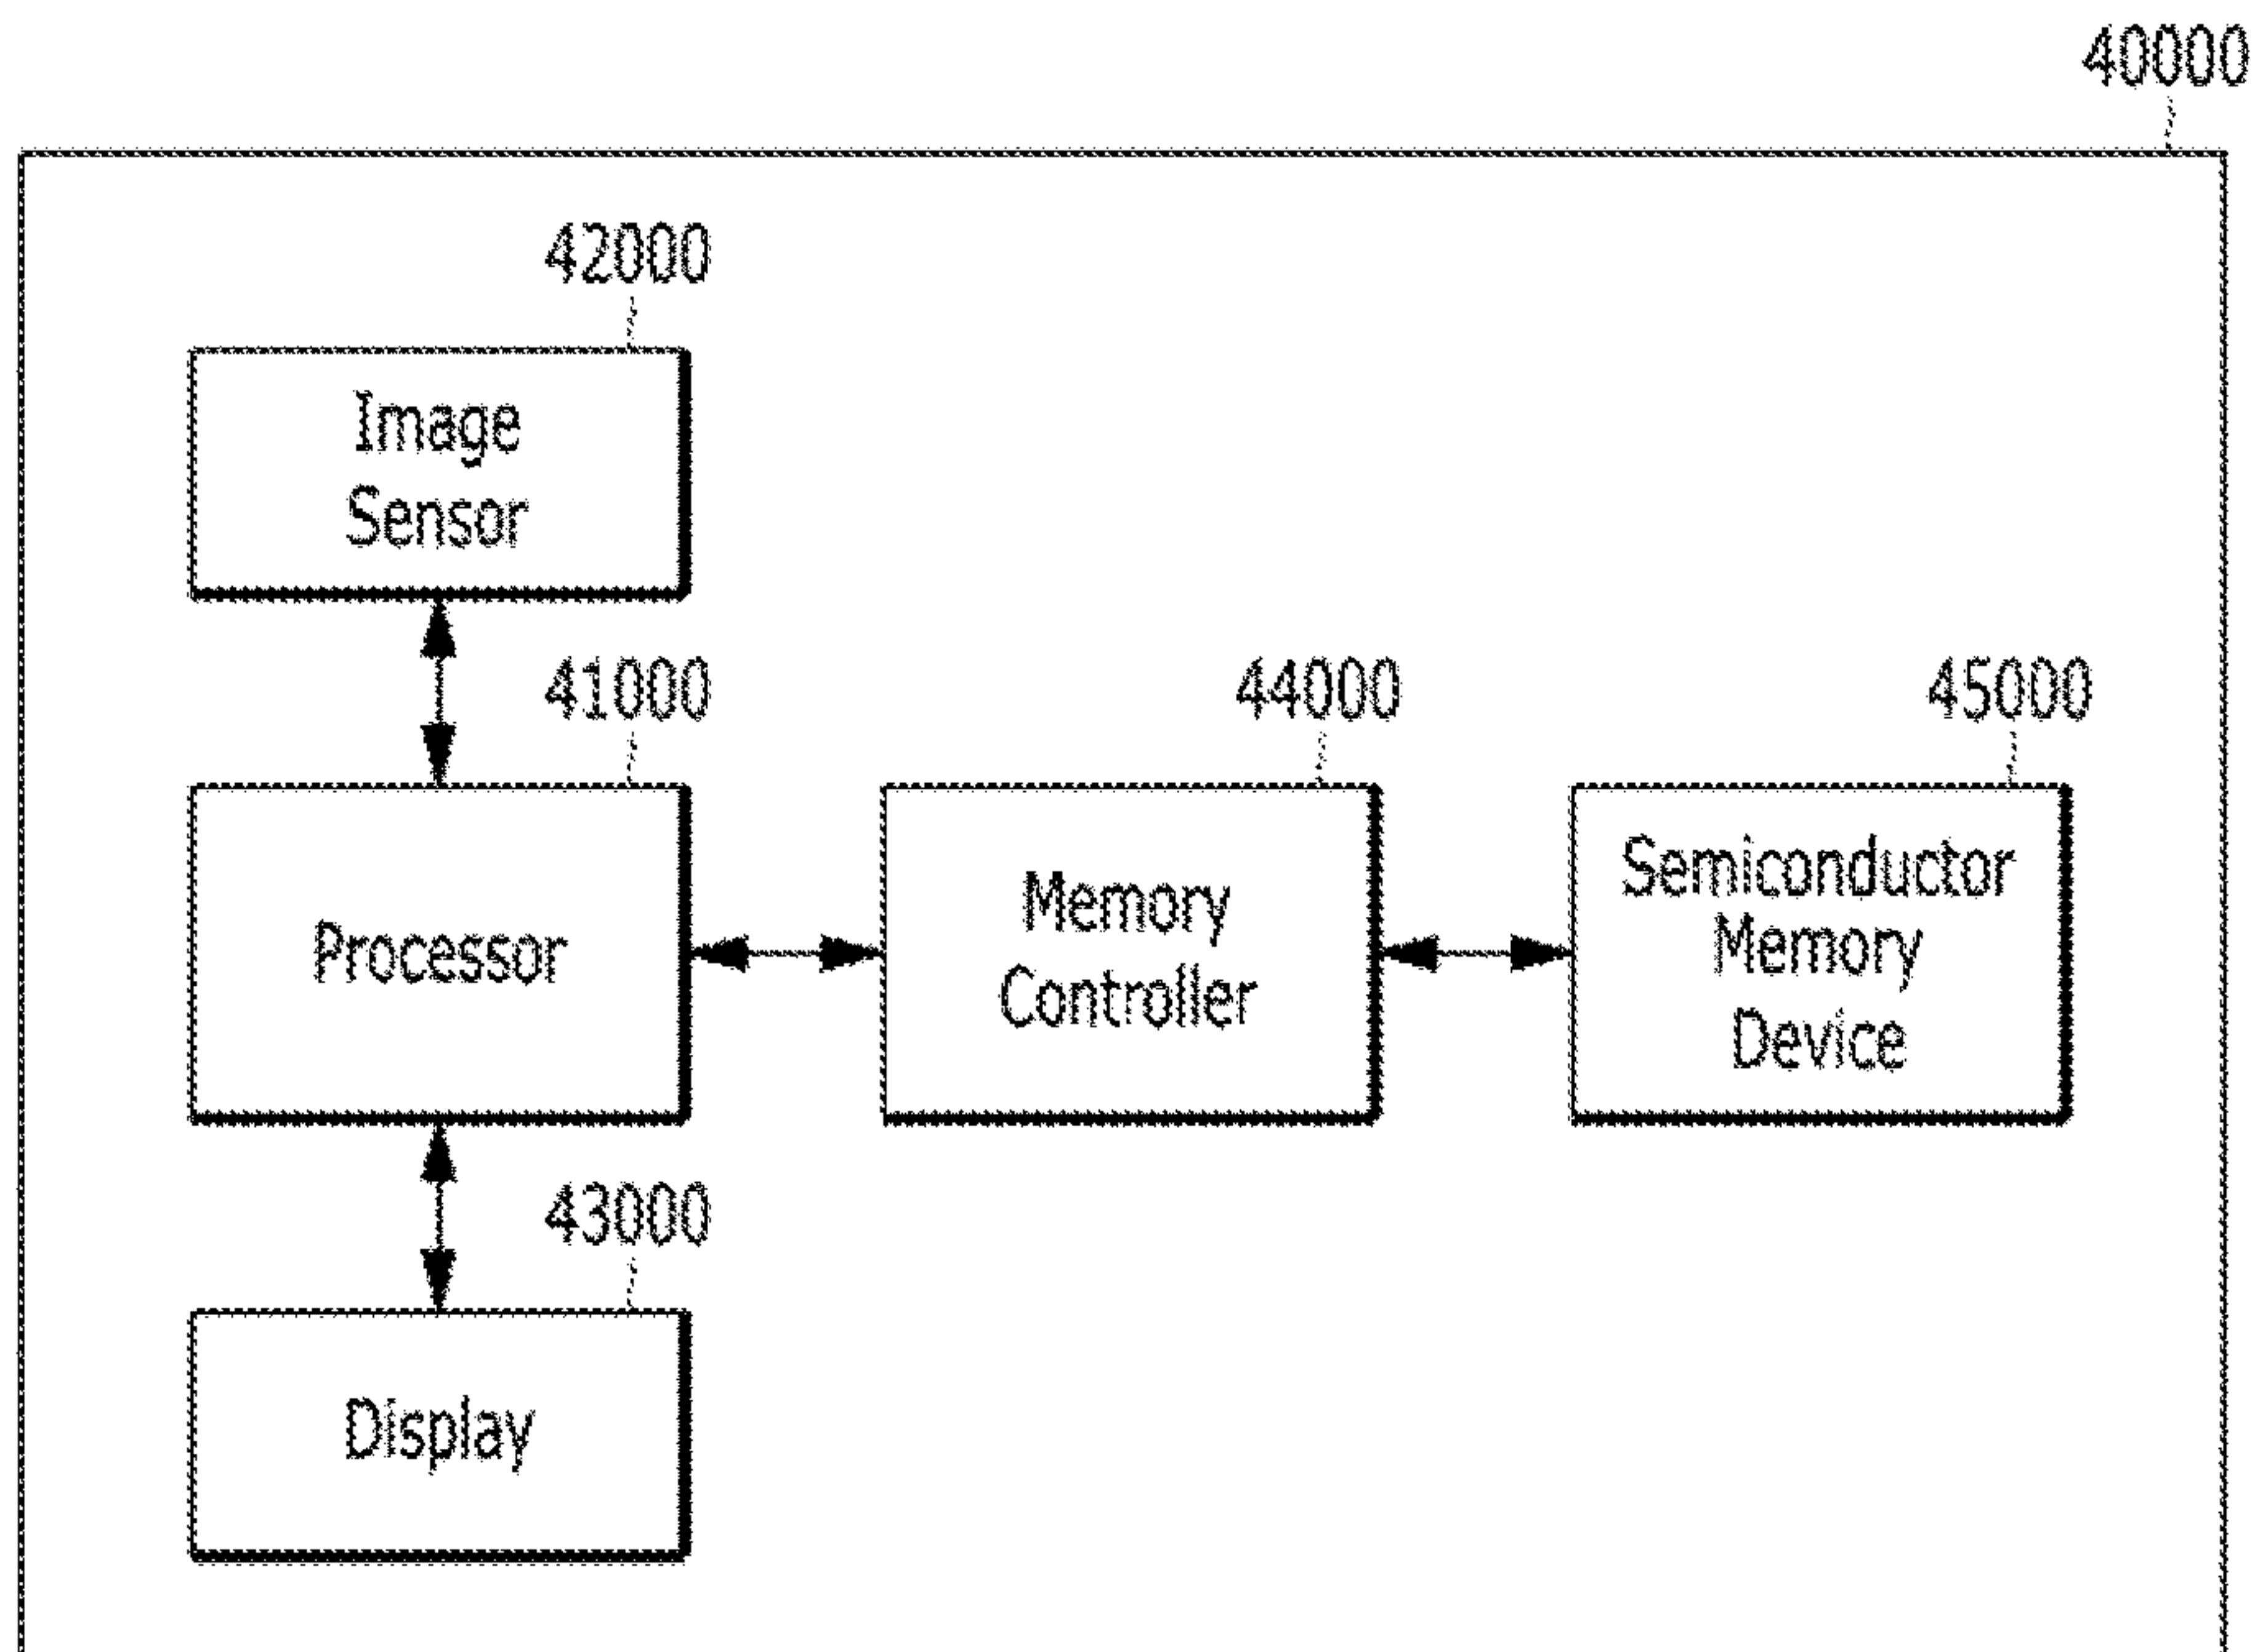 40000
42000
Image
Sensor
41000
44000
45000
Processor
Memory
Controller
Semiconductor
Memory
Device
43000
Display